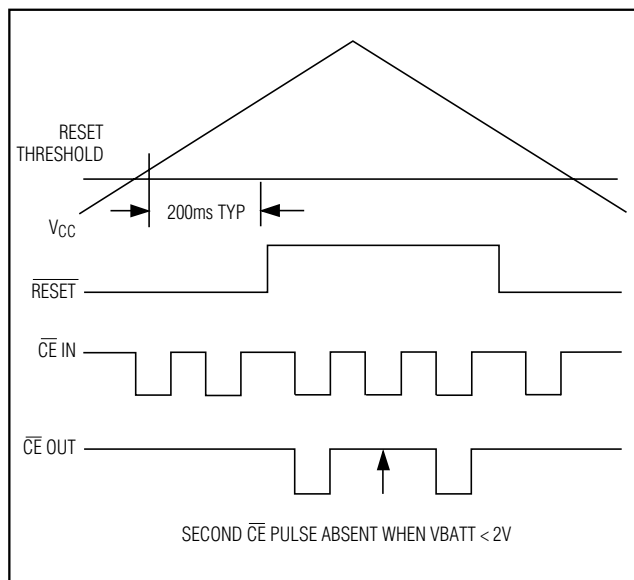 RESET
THRESHOLD
VCC
200ms TYP
RESET
CE IN
CE OUT
SECOND CE PULSE ABSENT WHEN VBATT < 2V